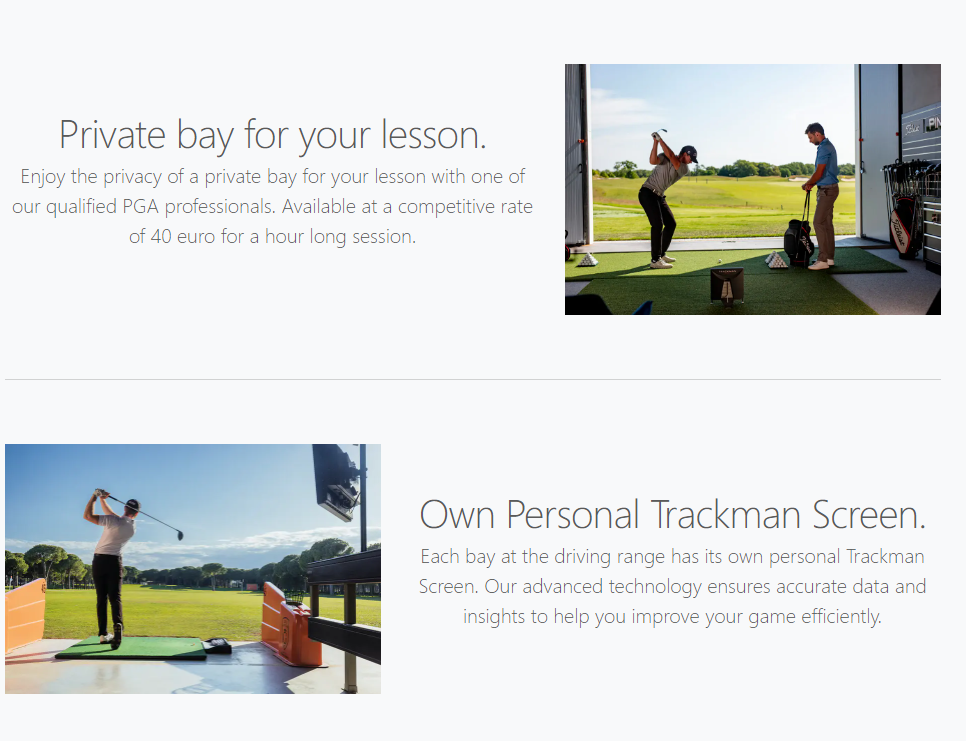 Private bay for your lesson.
Enjoy the privacy of a private bay for your lesson with one of
our qualified PGA professionals. Available at a competitive rate
of 40 euro for a hour long session.
PIN
Titleist
Own Personal Trackman Screen.
Each bay at the driving range has its own personal Trackman
Screen. Our advanced technology ensures accurate data and
insights to help you improve your game efficiently.